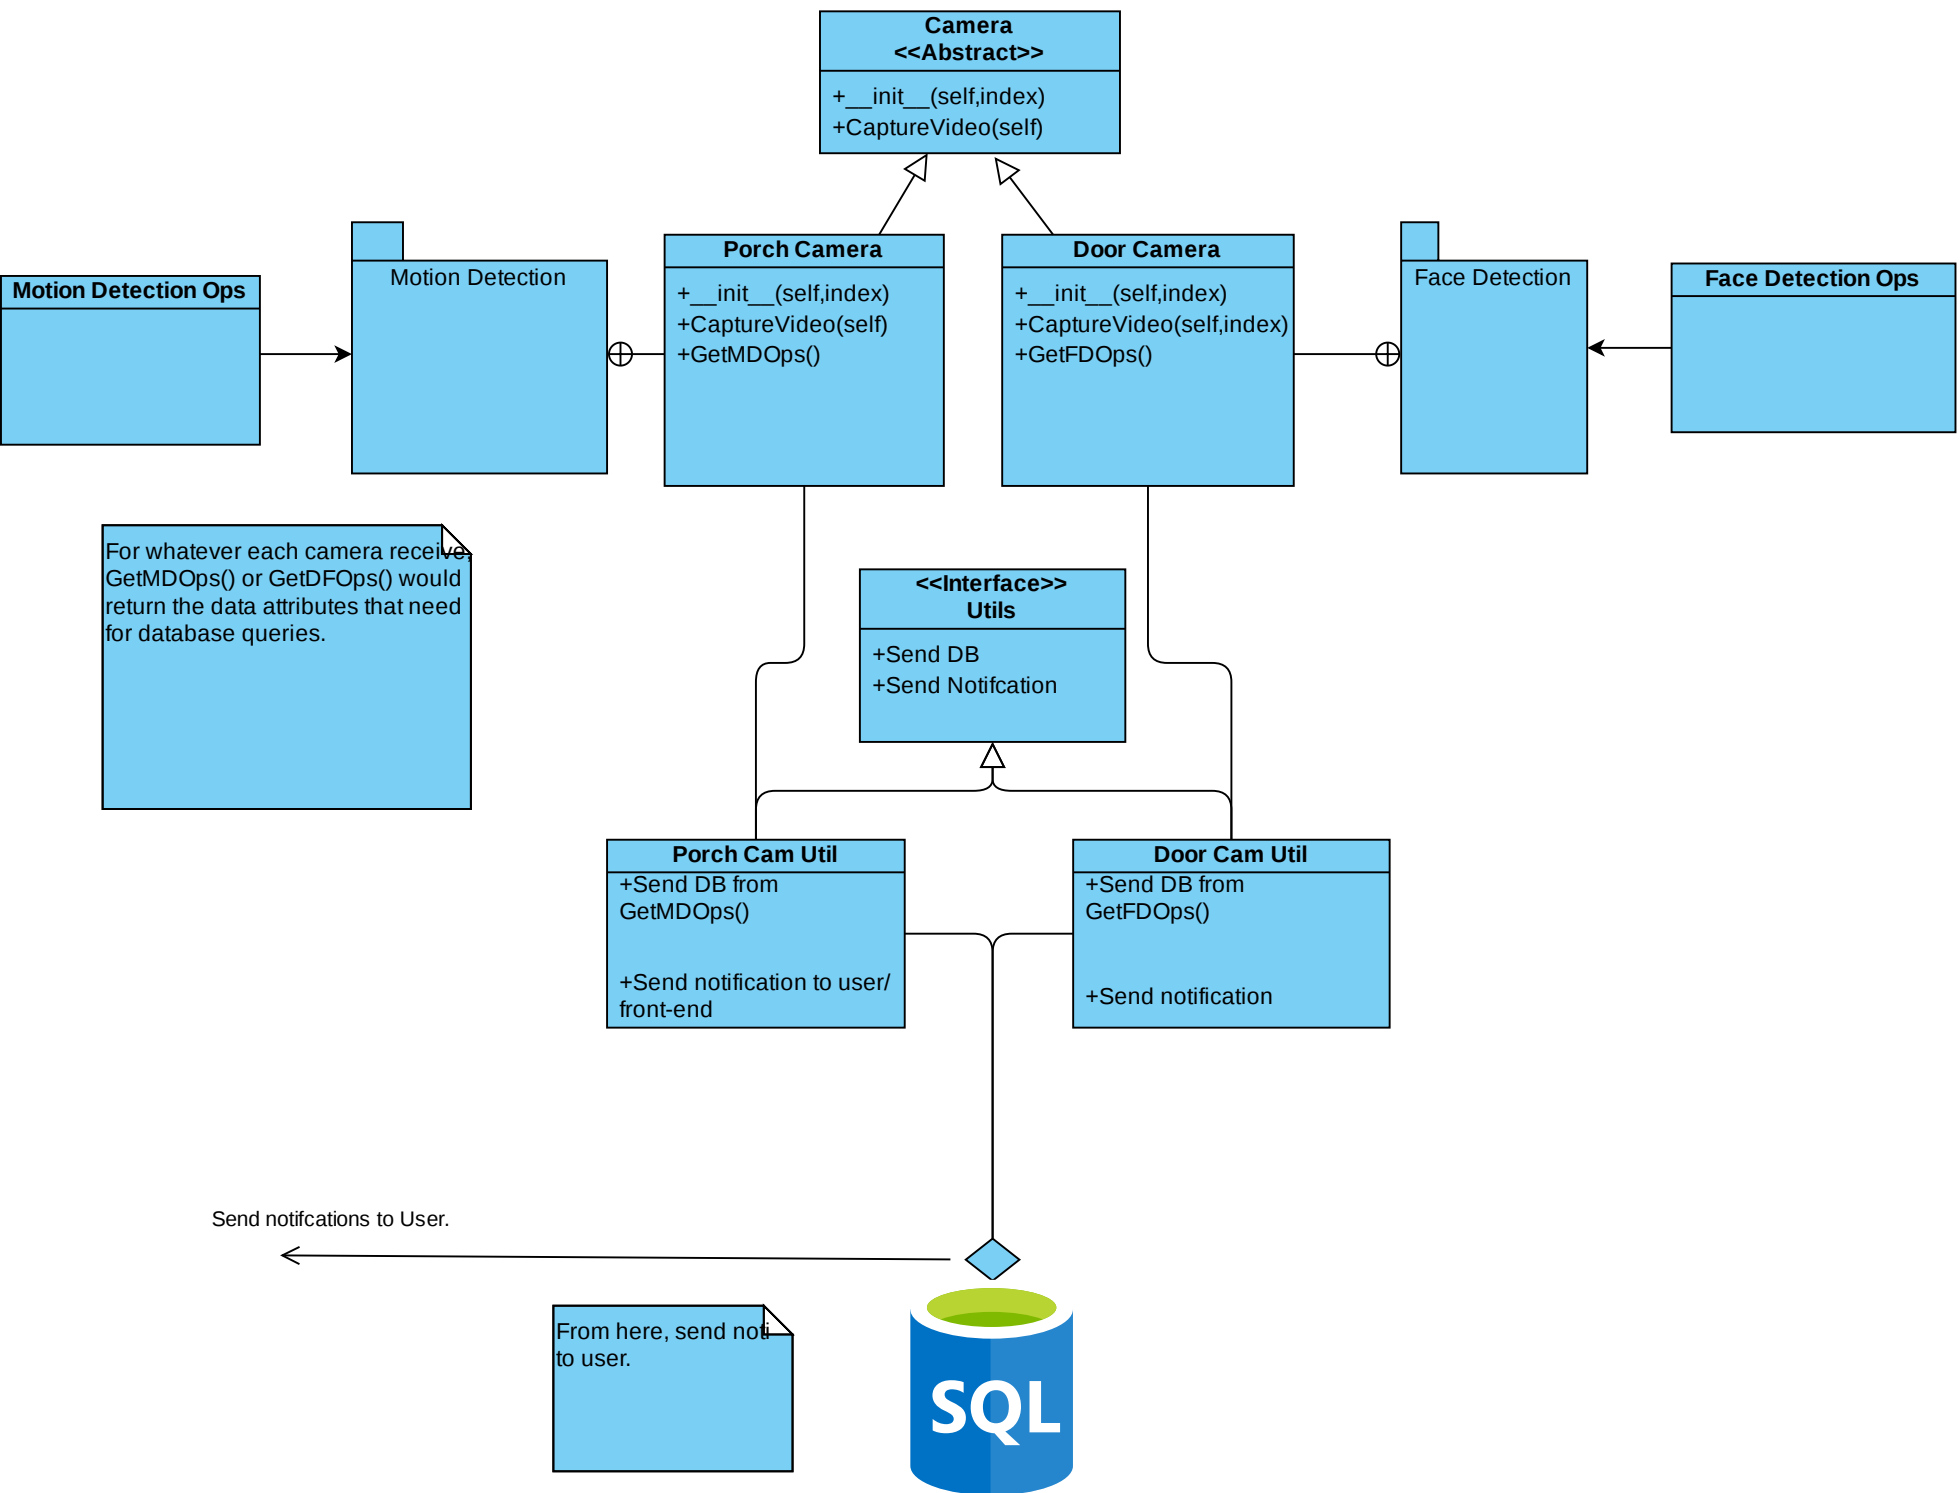 Camera
<<Abstract>>
+__init__(self,index)
+CaptureVideo(self)
Motion Detection Ops
Motion Detection
Porch Camera
+__init__(self,index)
+CaptureVideo(self)
+GetMDOps()
Door Camera
+__init__(self,index)
+CaptureVideo(self,index)
+GetFDOps()
Face Detection
Face Detection Ops
For whatever each camera receive,
GetMDOps() or GetDFOps() would
return the data attributes that need
for database queries.
<<Interface>>
Utils
+Send DB
+Send Notifcation
Porch Cam Util
+Send DB from
GetMDOps()
+Send notification to user/
front-end
Door Cam Util
+Send DB from
GetFDOps()
+Send notification
Send notifcations to User.
From here, send noti
to user.
SQL